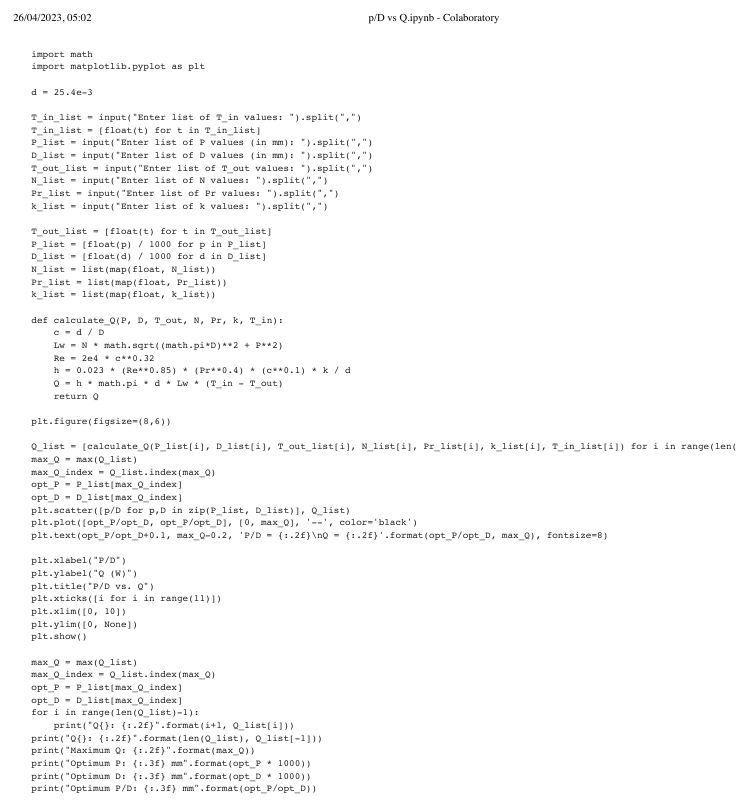 26/04/2023, 05:02 p/D vs Q.ipynb - Colaboratory
import math
import matplotlib.pyplot as plt
d = 25.4e-3
T_in_list = input("Enter list of T_in values: ").split(",")
T_in_list = [float(t) for t in T_in_list]
P_list = input("Enter list of P values (in mm): ").split(",")
D_list = input("Enter list of D values (in mm): ").split(",")
T_out_list = input("Enter list of T_out values: ").split(",")
N_list = input("Enter list of N values: ").split(",")
Pr_list = input("Enter list of Pr values: ").split(",")
k_list = input("Enter list of k values: ").split(",")
T_out_list = [float(t) for t in T_out_list]
P_list = [float(p) / 1000 for p in P_list]
D_list = [float(d) / 1000 for d in D_list]
N_list = list(map(float, N_list))
Pr_list = list(map(float, Pr_list))
k_list = list(map(float, k_list))
def calculate_Q(P, D, T_out, N, Pr, k, T_in):
    c = d / D
    Lw = N * math.sqrt((math.pi*D)**2 + P**2)
    Re = 2e4 * c**0.32
    h = 0.023 * (Re**0.85) * (Pr**0.4) * (c**0.1) * k / d
    Q = h * math.pi * d * Lw * (T_in - T_out)
    return Q
plt.figure(figsize=(8,6))
Q_list = [calculate_Q(P_list[i], D_list[i], T_out_list[i], N_list[i], Pr_list[i], k_list[i], T_in_list[i]) for i in range(len(
max_Q = max(Q_list)
max_Q_index = Q_list.index(max_Q)
opt_P = P_list[max_Q_index]
opt_D = D_list[max_Q_index]
plt.scatter([p/D for p,D in zip(P_list, D_list)], Q_list)
plt.plot([opt_P/opt_D, opt_P/opt_D], [0, max_Q], '--', color='black')
plt.text(opt_P/opt_D+0.1, max_Q-0.2, 'P/D = {:.2f}\nQ = {:.2f}'.format(opt_P/opt_D, max_Q), fontsize=8)
plt.xlabel("P/D")
plt.ylabel("Q (W)")
plt.title("P/D vs. Q")
plt.xticks([i for i in range(11)])
plt.xlim([0, 10])
plt.ylim([0, None])
plt.show()
max_Q = max(Q_list)
max_Q_index = Q_list.index(max_Q)
opt_P = P_list[max_Q_index]
opt_D = D_list[max_Q_index]
for i in range(len(Q_list)-1):
    print("Q{}: {:.2f}".format(i+1, Q_list[i]))
print("Q{}: {:.2f}".format(len(Q_list), Q_list[-1]))
print("Maximum Q: {:.2f}".format(max_Q))
print("Optimum P: {:.3f} mm".format(opt_P * 1000))
print("Optimum D: {:.3f} mm".format(opt_D * 1000))
print("Optimum P/D: {:.3f} mm".format(opt_P/opt_D))